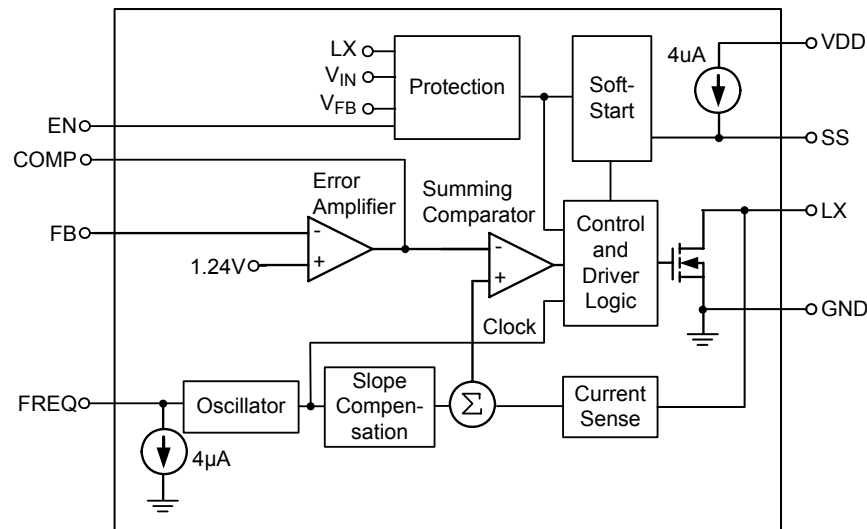 VDD
4uA
LX
VIN
VFB
Protection
Soft-
Start
EN
SS
COMP
Error
Amplifier
Summing
Comparator
LX
FB
-
+
1.24V
-
+
Control
and
Driver
Logic
GND
Clock
FREQ
Oscillator
Slope
Compen-
sation
Σ
Current
Sense
4µA